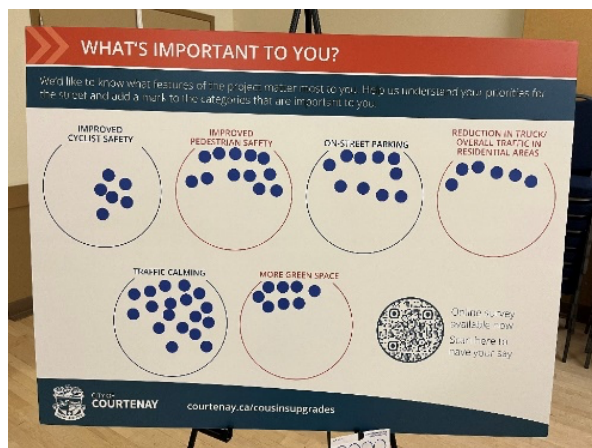 WHAT'S IMPORTANT TO YOU?
We'd like to know what features of the project matter most to you. Help us understand your priorities for
the street and add a mark to the categories that are important to you.
IMPROVED
CYCLIST SAFETY
IMPROVED
PEDESTRIAN SAFETY
ON-STREET PARKING
REDUCTION IN TRUCK/
OVERALL TRAFFIC IN
RESIDENTIAL AREAS
TRAFFIC CALMING
MORE GREEN SPACE
Online survey
available now
Scan here to
have your say
CITY OF
COURTENAY
courtenay.ca/cousinsupgrades